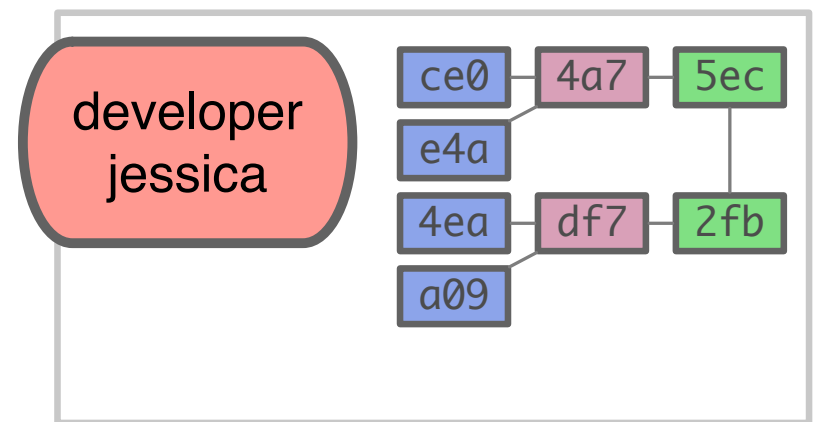 developer
jessica
ce0 4a7 5ec
e4a
4ea df7 2fb
a09